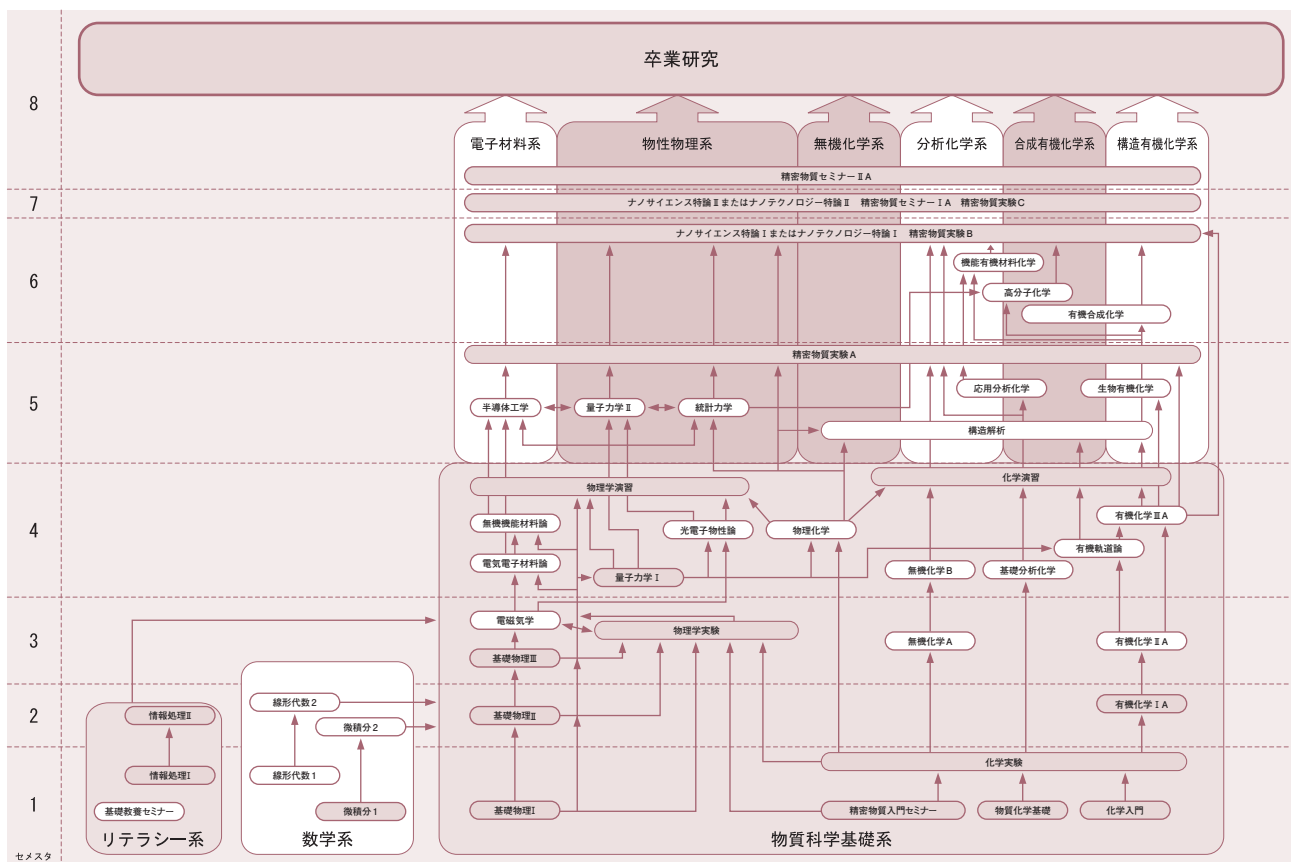 卒業研究
8
電子材料系
物性物理系
無機化学系
分析化学系
合成有機化学系
構造有機化学系
精密物質セミナーⅡA
7
ナノサイエンス特論Ⅱまたはナノテクノロジー特論Ⅱ 精密物質セミナーⅠA 精密物質実験C
ナノサイエンス特論Ⅰまたはナノテクノロジー特論Ⅰ 精密物質実験B
6
機能有機材料化学
高分子化学
有機合成化学
精密物質実験A
5
応用分析化学
生物有機化学
半導体工学
量子力学Ⅱ
統計力学
構造解析
4
物理学演習
化学演習
無機機能材料論
光電子物性論
物理化学
有機化学ⅢA
電気電子材料論
有機軌道論
量子力学Ⅰ
無機化学B
基礎分析化学
3
電磁気学
物理学実験
無機化学A
有機化学ⅡA
基礎物理Ⅲ
2
線形代数2
情報処理Ⅱ
微積分2
基礎物理Ⅱ
有機化学ⅠA
情報処理Ⅰ
線形代数1
化学実験
1
基礎教養セミナー
微積分1
基礎物理Ⅰ
精密物質入門セミナー
物質化学基礎
化学入門
リテラシー系
数学系
物質科学基礎系
セメスタ